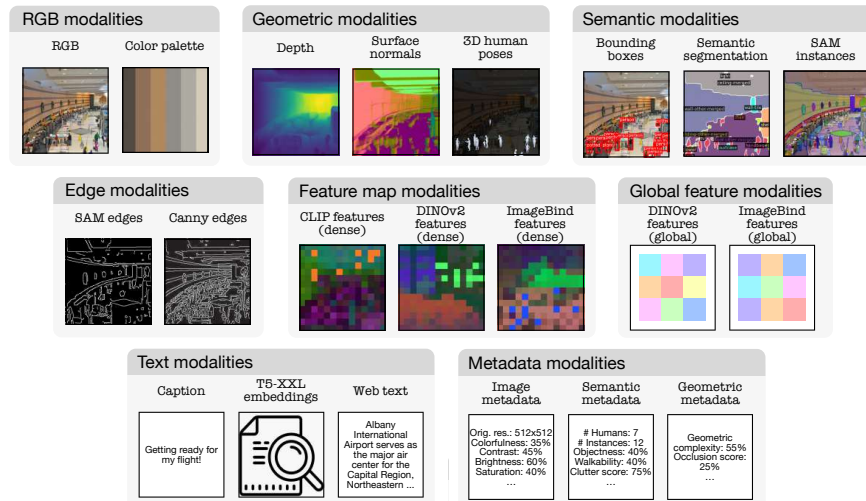 RGB modalities
RGB
Color palette
Geometric modalities
Depth
Surface
normals
3D human
poses
Semantic modalities
Bounding
boxes
Semantic
segmentation
SAM
instances
Edge modalities
SAM edges
Canny edges
Feature map modalities
CLIP features
(dense)
DINOv2
features
(dense)
ImageBind
features
(dense)
Global feature modalities
DINOv2
features
(global)
ImageBind
features
(global)
Text modalities
Caption
Getting ready for
my flight!
T5-XXL
embeddings
Web text
Albany
International
Airport serves as
the major air
center for the
Capital Region,
Northeastern ...
Metadata modalities
Image
metadata
Orig. res.: 512x512
Colorfulness: 35%
Contrast: 45%
Brightness: 60%
Saturation: 40%
...
Semantic
metadata
# Humans: 7
# Instances: 12
Objectness: 40%
Walkability: 40%
Clutter score: 75%
...
Geometric
metadata
Geometric
complexity: 55%
Occlusion score:
25%
...